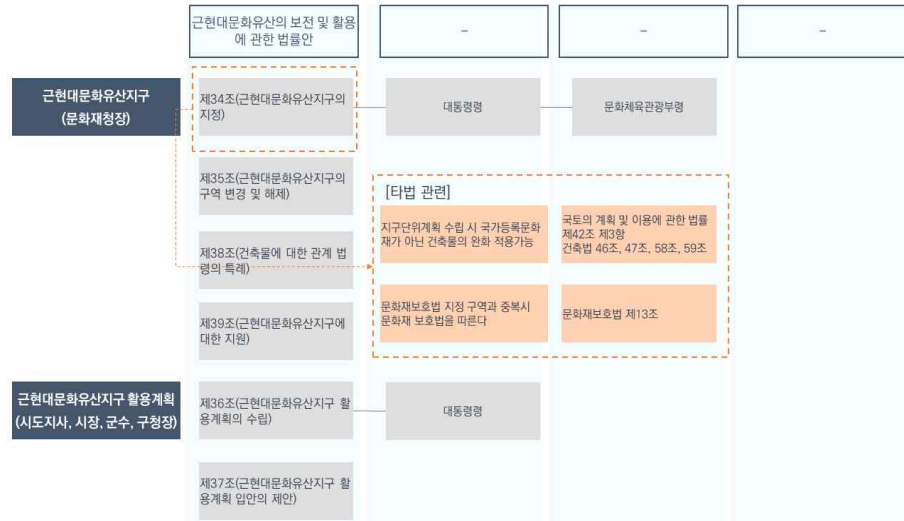 근현대문화유산의 보전 및 활용
에 관한 법률안
-
-
-
근현대문화유산지구
(문화재청장)
제34조(근현대문화유산지구의
지정)
대통령령
문화체육관광부령
제35조(근현대문화유산지구의
구역 변경 및 해제)
[타법 관련]
지구단위계획 수립 시 국가등록문화
재가 아닌 건축물의 완화 적용가능
국토의 계획 및 이용에 관한 법률
제42조 제3항
건축법 46조, 47조, 58조, 59조
제38조(건축물에 대한 관계 법
령의 특례)
문화재보호법 지정 구역과 중복시
문화재 보호법을 따른다
문화재보호법 제13조
제39조(근현대문화유산지구에
대한 지원)
근현대문화유산지구 활용계획
(시도지사, 시장, 군수, 구청장)
제36조(근현대문화유산지구 활
용계획의 수립)
대통령령
제37조(근현대문화유산지구 활
용계획 입안의 제안)